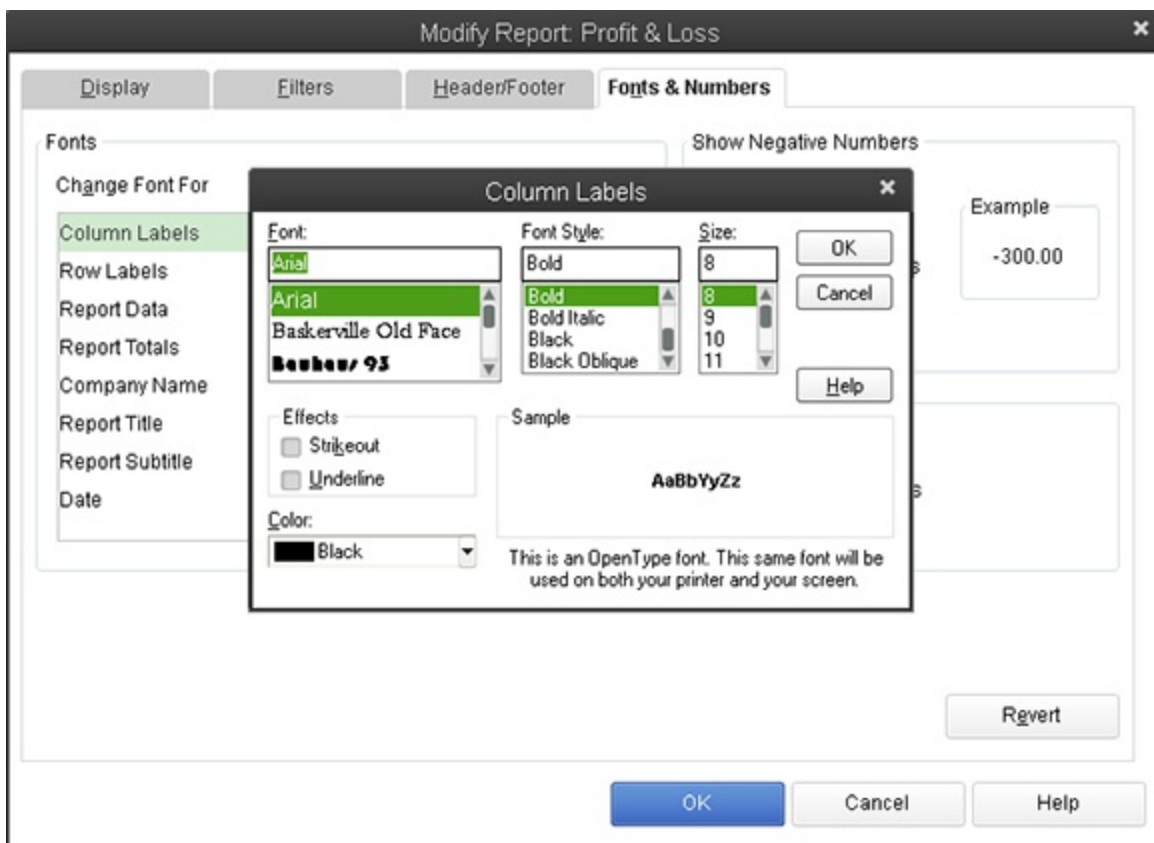 Modify Report: Profit & Loss
Display
Filters
Header/Footer
Fonts & Numbers
Fonts
Show Negative Numbers
Change Font For
Column Labels
Row Labels
Report Data
Report Totals
Company Name
Report Title
Report Subtitle
Date
Example
-300.00
Column Labels
Font:
Arial
Arial
Baskerville Old Face
Bauhaus 93
Font Style:
Bold
Bold
Bold Italic
Black
Black Oblique
Size:
8
8
9
10
11
OK
Cancel
Help
Effects
Strikeout
Underline
Color:
Black
Sample
AaBbYyZz
This is an OpenType font. This same font will be
used on both your printer and your screen.
Revert
OK
Cancel
Help